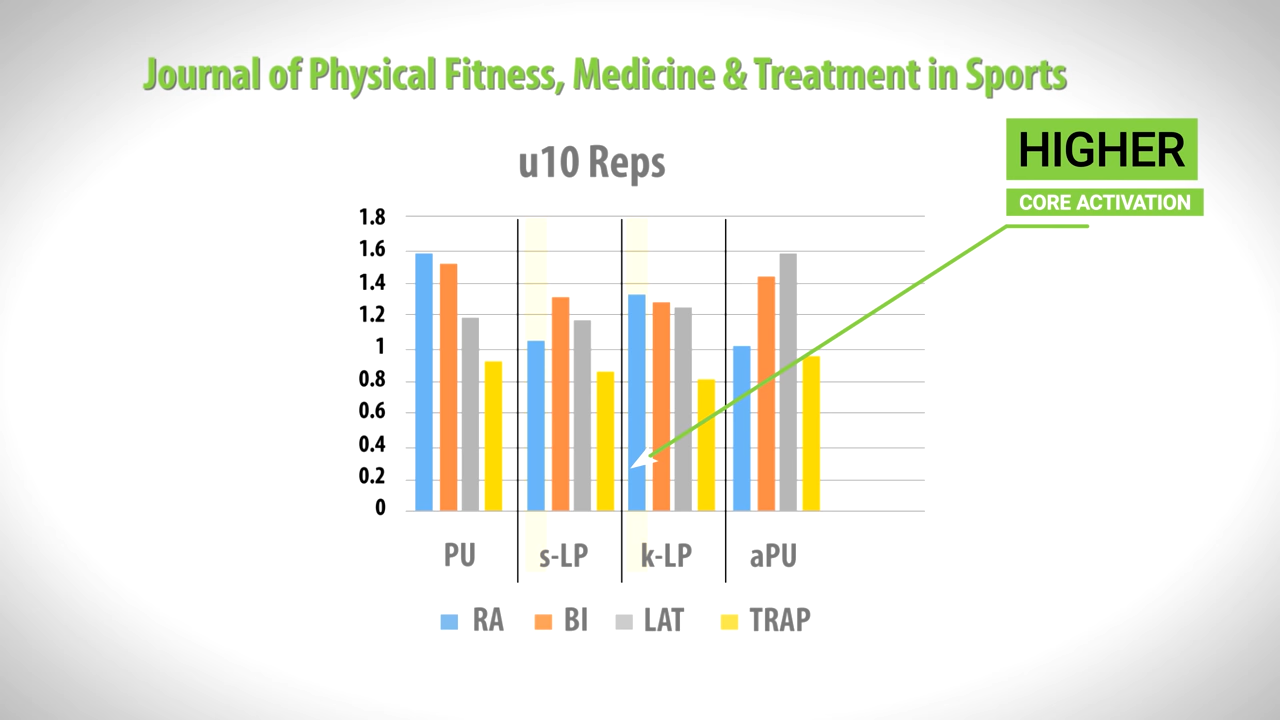 Journal of Physical Fitness, Medicine & Treatment in Sports
HIGHER
CORE ACTIVATION
u10 Reps
1.8
1.6
1.4
1.2
1
0.8
0.6
0.4
0.2
0
PU s-LP k-LP aPU
RA BI LAT TRAP